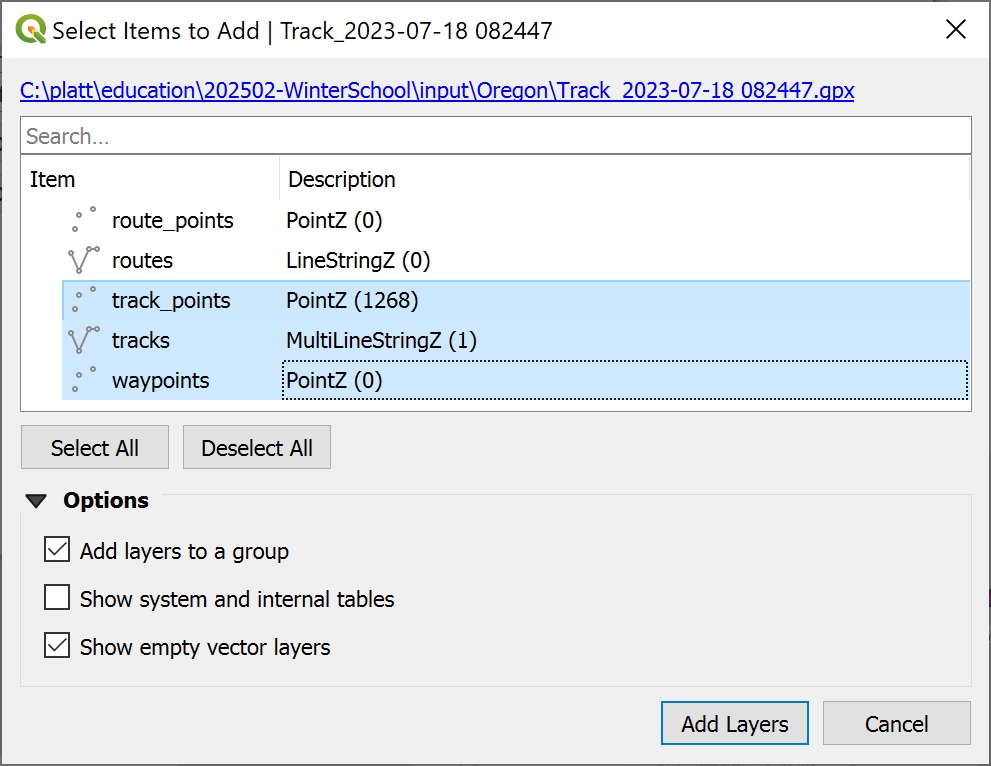 Select Items to Add | Track_2023-07-18 082447
C:\platt\education\202502-WinterSchool\input\Oregon\Track_2023-07-18 082447.gpx
Search...
Item Description
route_points PointZ (0)
routes LineStringZ (0)
track_points PointZ (1268)
tracks MultiLineStringZ (1)
waypoints PointZ (0)
Select All Deselect All
Options
Add layers to a group
Show system and internal tables
Show empty vector layers
Add Layers Cancel